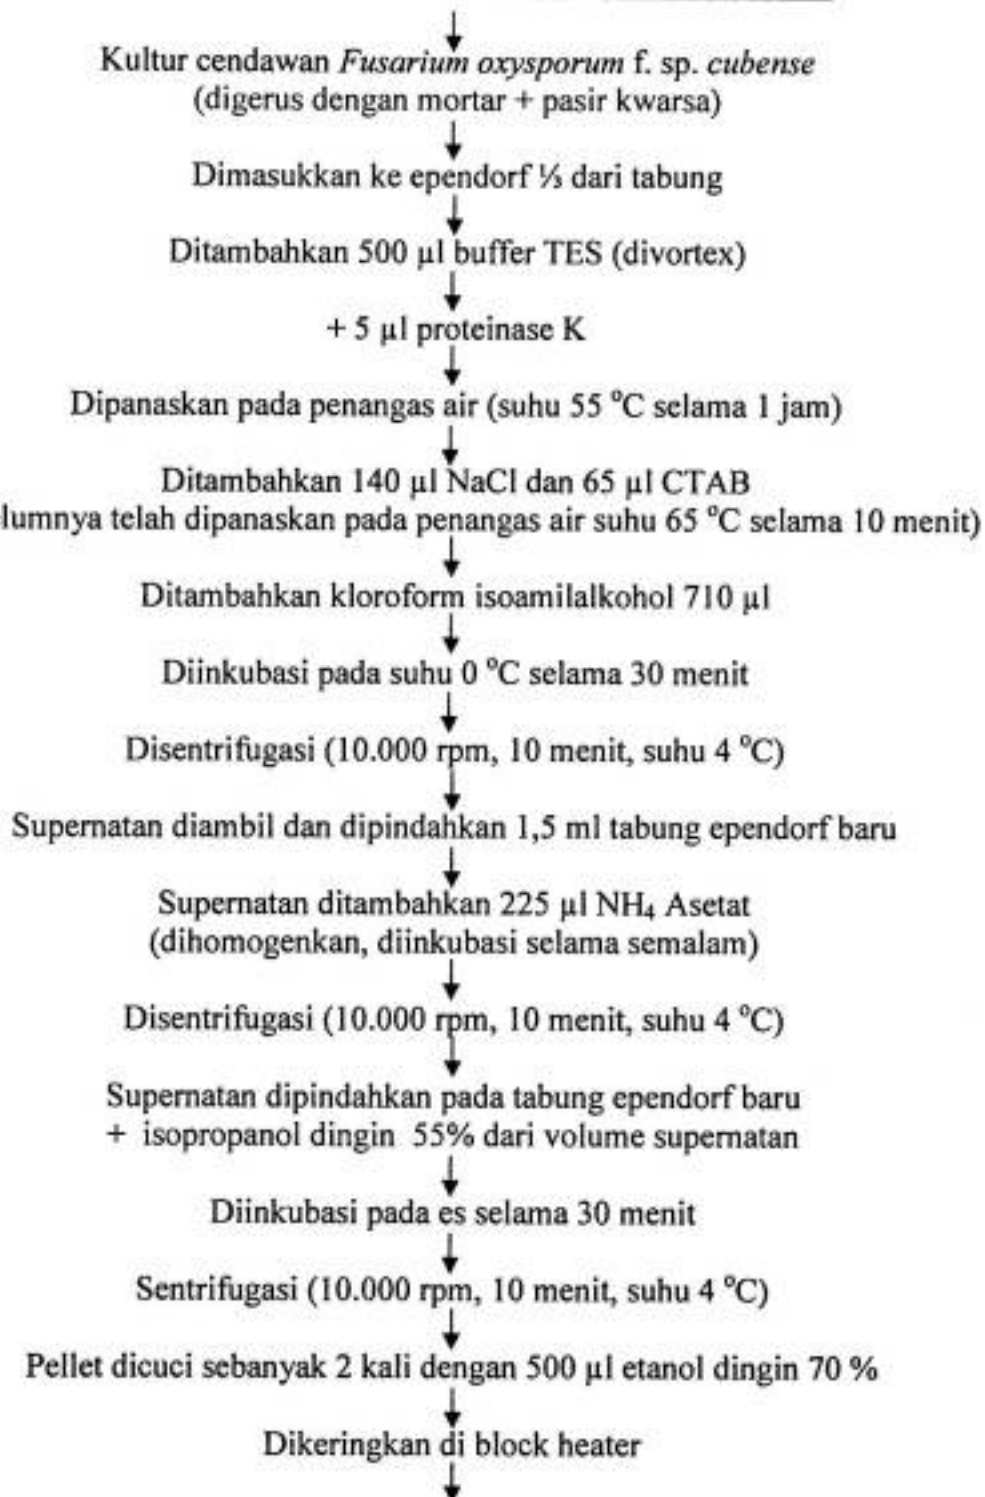 Kultur cendawan Fusarium oxysporum f. sp. cubense
(digerus dengan mortar + pasir kwarsa)
Dimasukkan ke ependorf ⅓ dari tabung
Ditambahkan 500 µl buffer TES (divortex)
+ 5 µl proteinase K
Dipanaskan pada penangas air (suhu 55 °C selama 1 jam)
Ditambahkan 140 µl NaCl dan 65 µl CTAB
lumnya telah dipanaskan pada penangas air suhu 65 °C selama 10 menit)
Ditambahkan kloroform isoamilalkohol 710 µl
Diinkubasi pada suhu 0 °C selama 30 menit
Disentrifugasi (10.000 rpm, 10 menit, suhu 4 °C)
Supernatan diambil dan dipindahkan 1,5 ml tabung ependorf baru
Supernatan ditambahkan 225 µl NH₄ Asetat
(dihomogenkan, diinkubasi selama semalam)
Disentrifugasi (10.000 rpm, 10 menit, suhu 4 °C)
Supernatan dipindahkan pada tabung ependorf baru
+ isopropanol dingin 55% dari volume supernatan
Diinkubasi pada es selama 30 menit
Sentrifugasi (10.000 rpm, 10 menit, suhu 4 °C)
Pellet dicuci sebanyak 2 kali dengan 500 µl etanol dingin 70 %
Dikeringkan di block heater